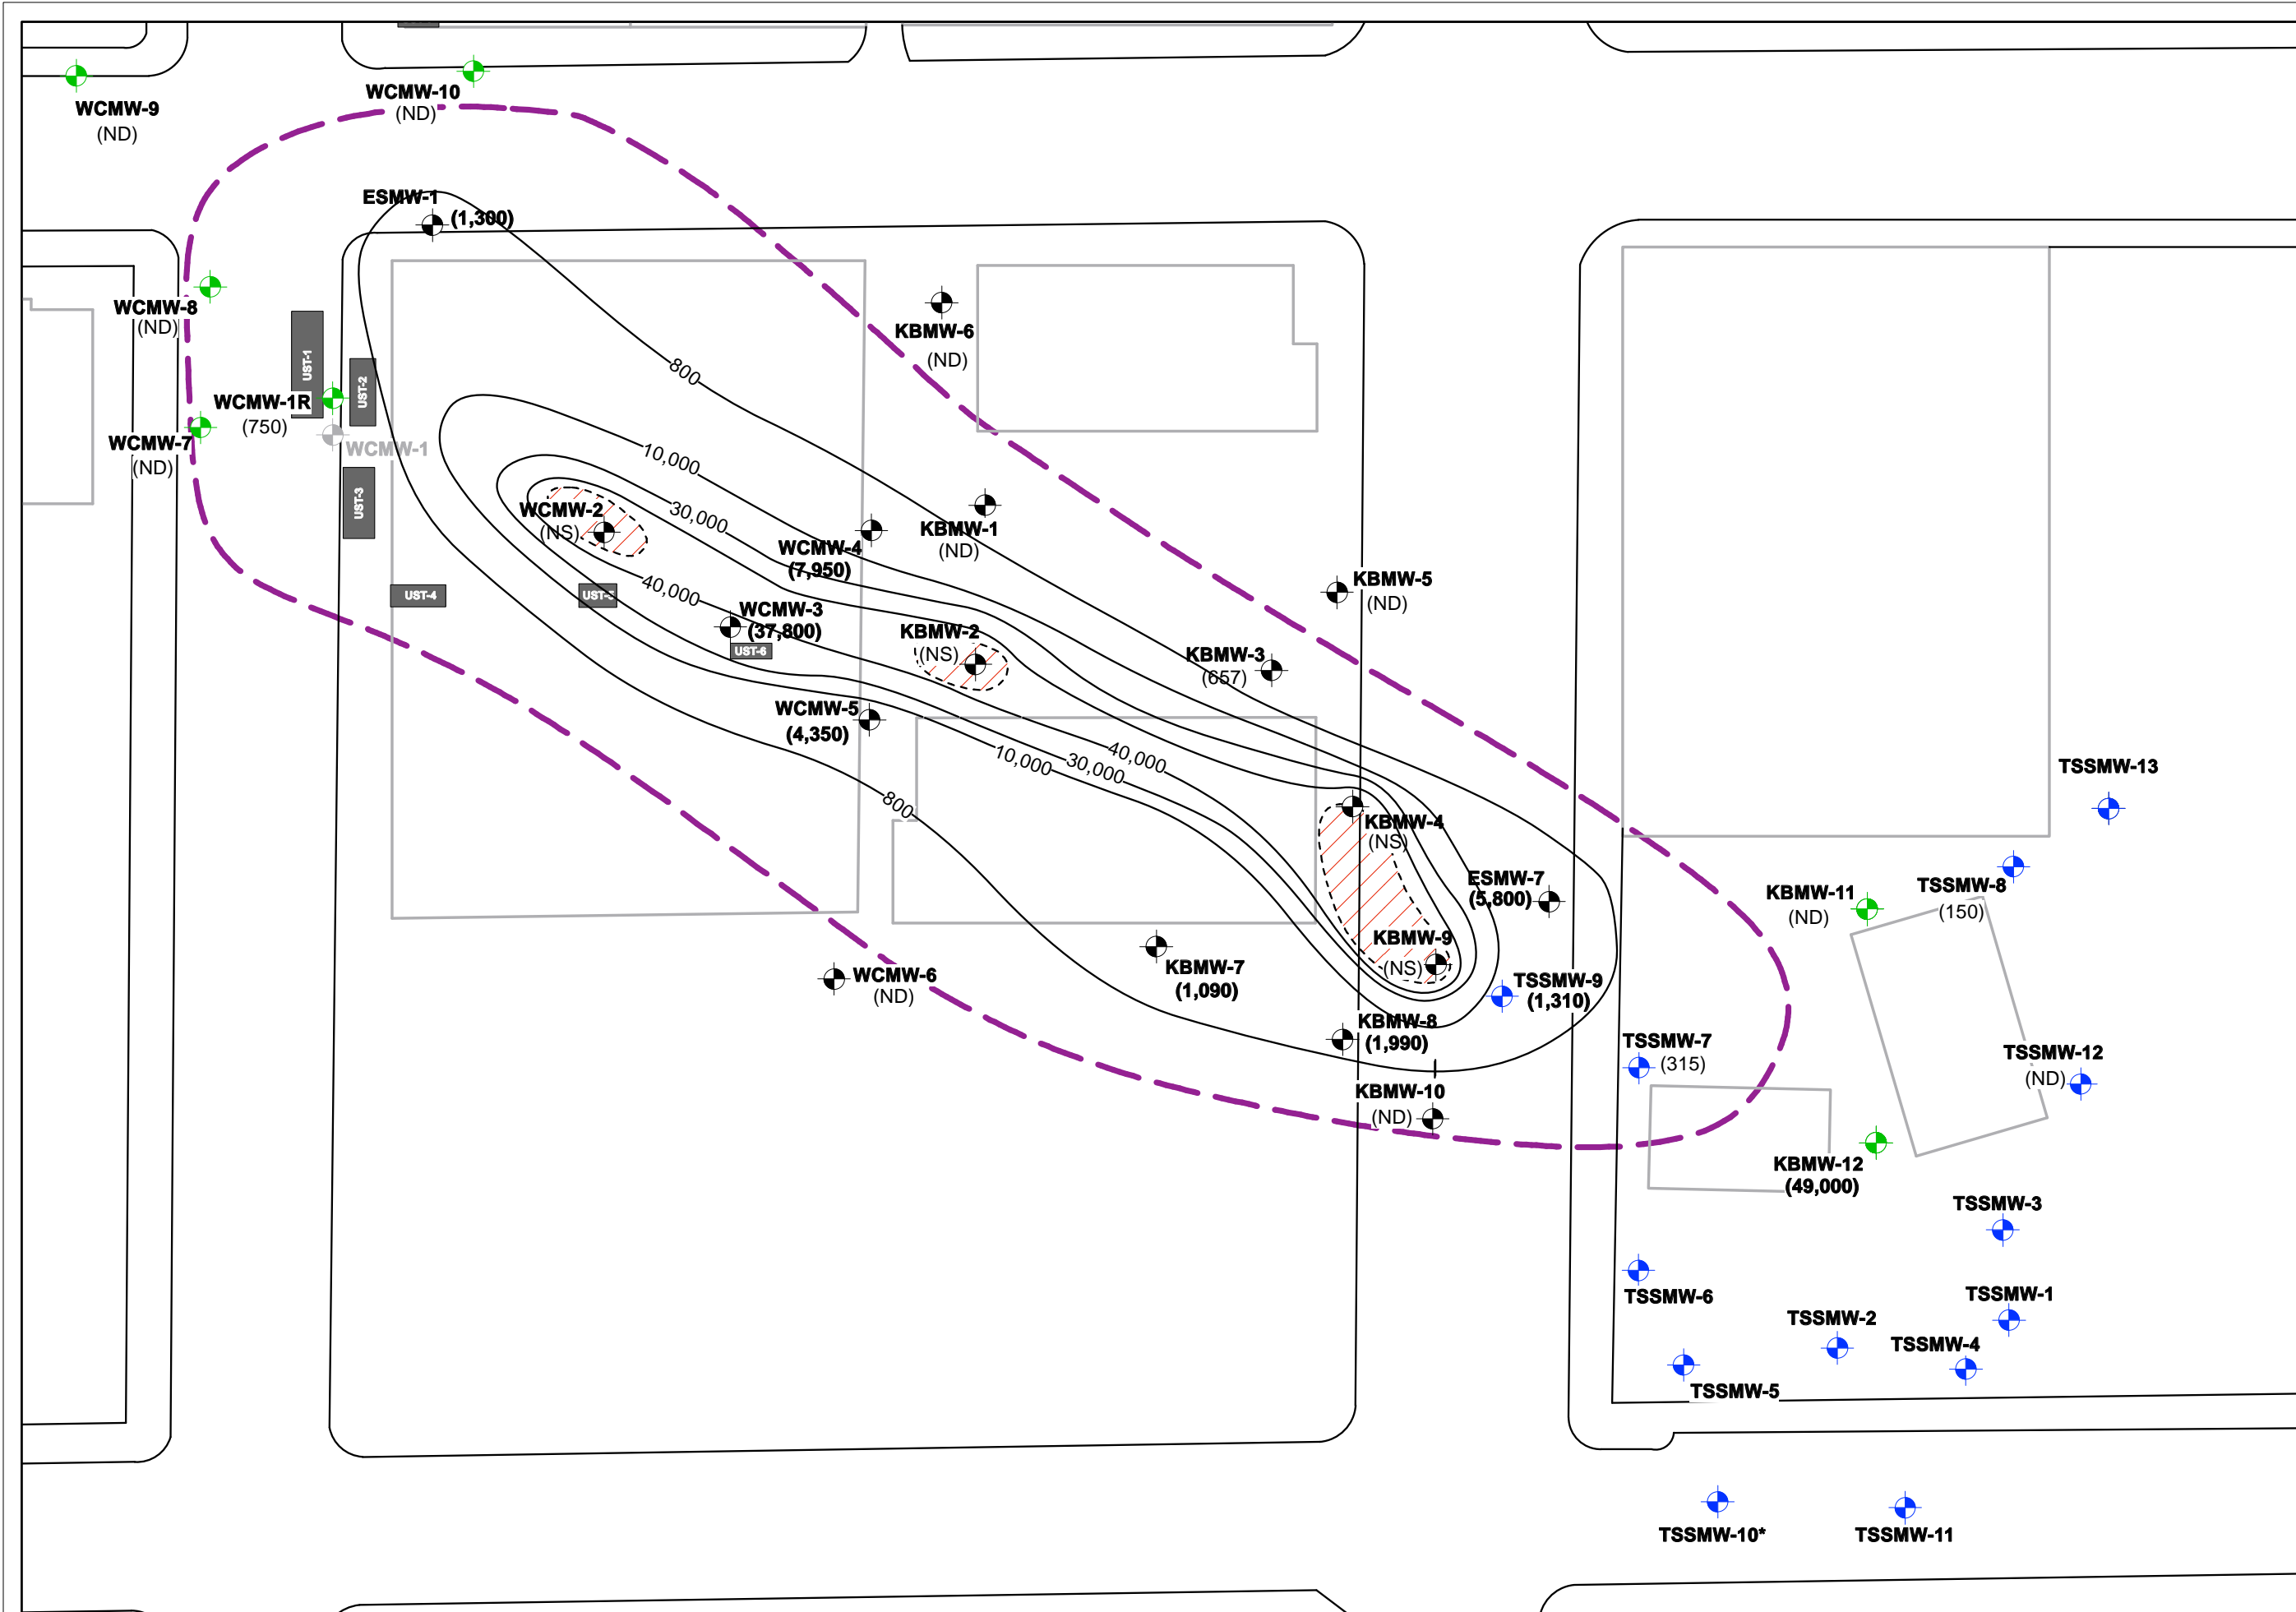 WCMW-9
(ND)
WCMW-10
(ND)
ESMW-1
(1,300)
WCMW-8
(ND)
KBMW-6
(ND)
UST-1
UST-2
800
WCMW-1R
(750)
WCMW-7
(ND)
WCMW-1
10,000
UST-3
30,000
WCMW-2
(NS)
KBMW-1
(ND)
WCMW-4
(7,950)
40,000
UST-4
UST-5
KBMW-5
(ND)
WCMW-3
(37,800)
UST-6
KBMW-2
(NS)
KBMW-3
(657)
WCMW-5
(4,350)
10,000
30,000
40,000
800
TSSMW-13
KBMW-4
(NS)
ESMW-7
(5,800)
KBMW-11
(ND)
TSSMW-8
(150)
KBMW-9
(NS)
WCMW-6
(ND)
KBMW-7
(1,090)
TSSMW-9
(1,310)
KBMW-8
(1,990)
TSSMW-7
(315)
TSSMW-12
(ND)
KBMW-10
(ND)
KBMW-12
(49,000)
TSSMW-3
TSSMW-6
TSSMW-1
TSSMW-2
TSSMW-4
TSSMW-5
TSSMW-10*
TSSMW-11